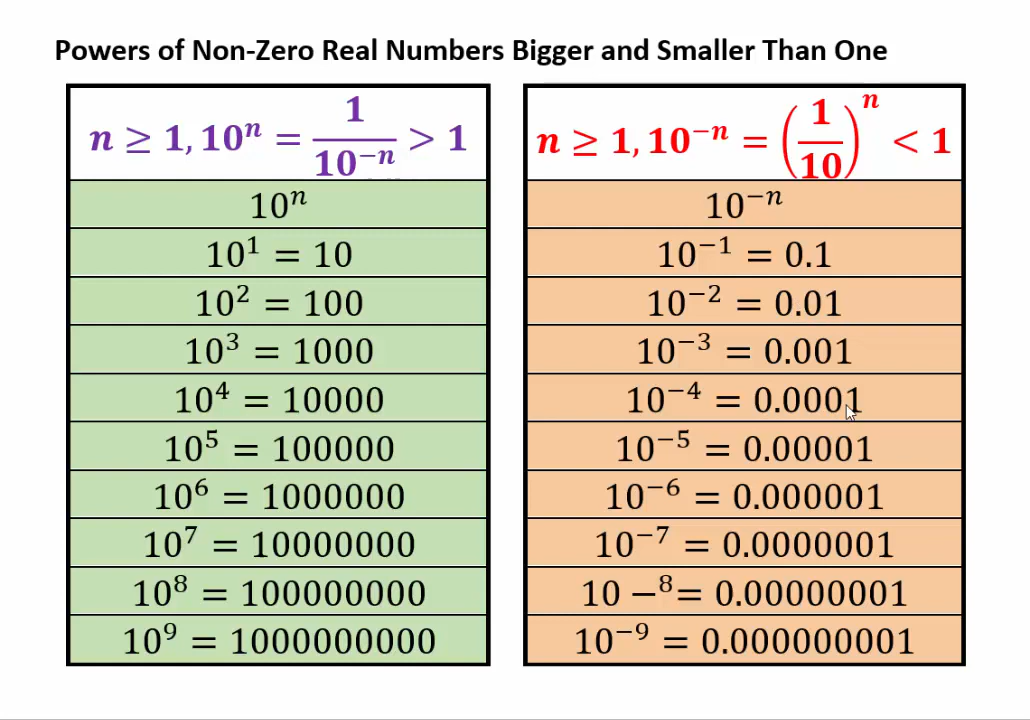 Powers of Non-Zero Real Numbers Bigger and Smaller Than One
n ≥ 1, 10ⁿ = 1/10⁻ⁿ > 1
10ⁿ
10¹ = 10
10² = 100
10³ = 1000
10⁴ = 10000
10⁵ = 100000
10⁶ = 1000000
10⁷ = 10000000
10⁸ = 100000000
10⁹ = 1000000000
n ≥ 1, 10⁻ⁿ = (1/10)ⁿ < 1
10⁻ⁿ
10⁻¹ = 0.1
10⁻² = 0.01
10⁻³ = 0.001
10⁻⁴ = 0.0001
10⁻⁵ = 0.00001
10⁻⁶ = 0.000001
10⁻⁷ = 0.0000001
10 −⁸= 0.00000001
10⁻⁹ = 0.000000001